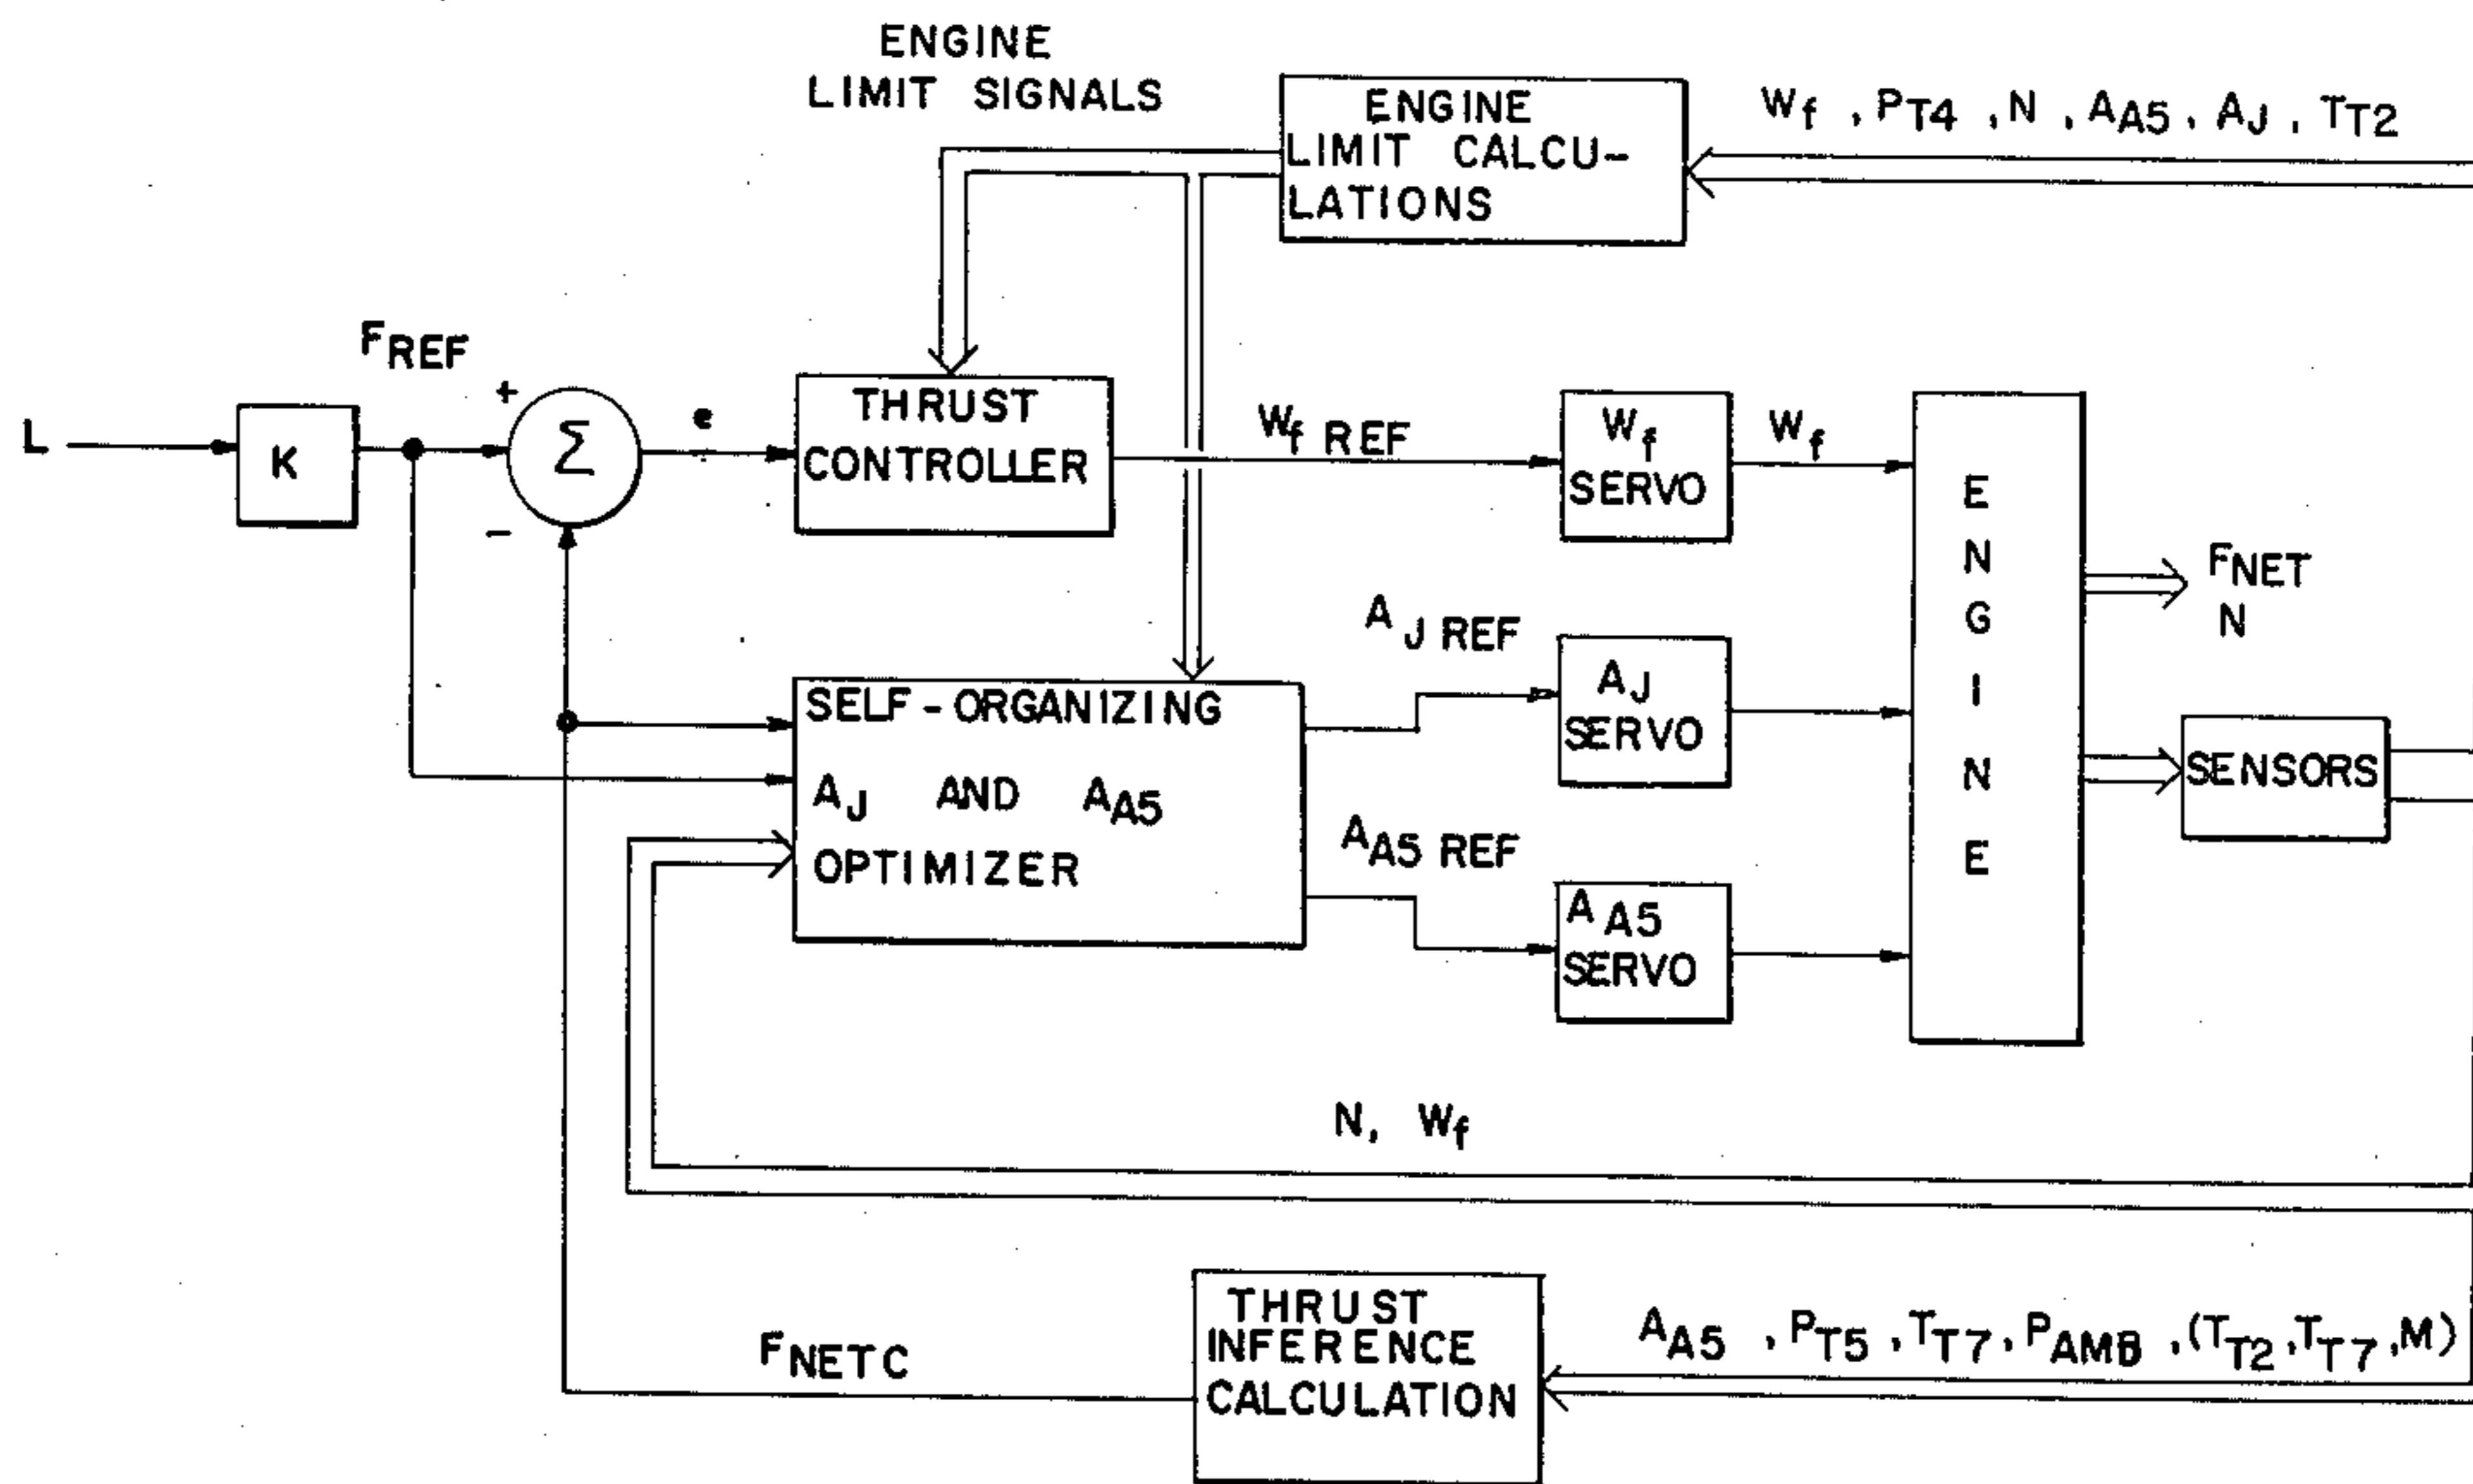 ENGINE
LIMIT SIGNALS
ENGINE
LIMIT CALCU-
LATIONS
Wf , PT4 , N , AA5 , AJ , TT2
FREF
L
K
+
Σ
-
e
THRUST
CONTROLLER
Wf REF
Wf
SERVO
Wf
ENGINE
FNET
N
SENSORS
SELF-ORGANIZING
AJ AND AA5
OPTIMIZER
AJ REF
AJ
SERVO
AA5 REF
AA5
SERVO
N, Wf
THRUST
INFERENCE
CALCULATION
FNETC
AA5 , PT5 , TT7 , PAMB , (TT2 , TT7 , M)